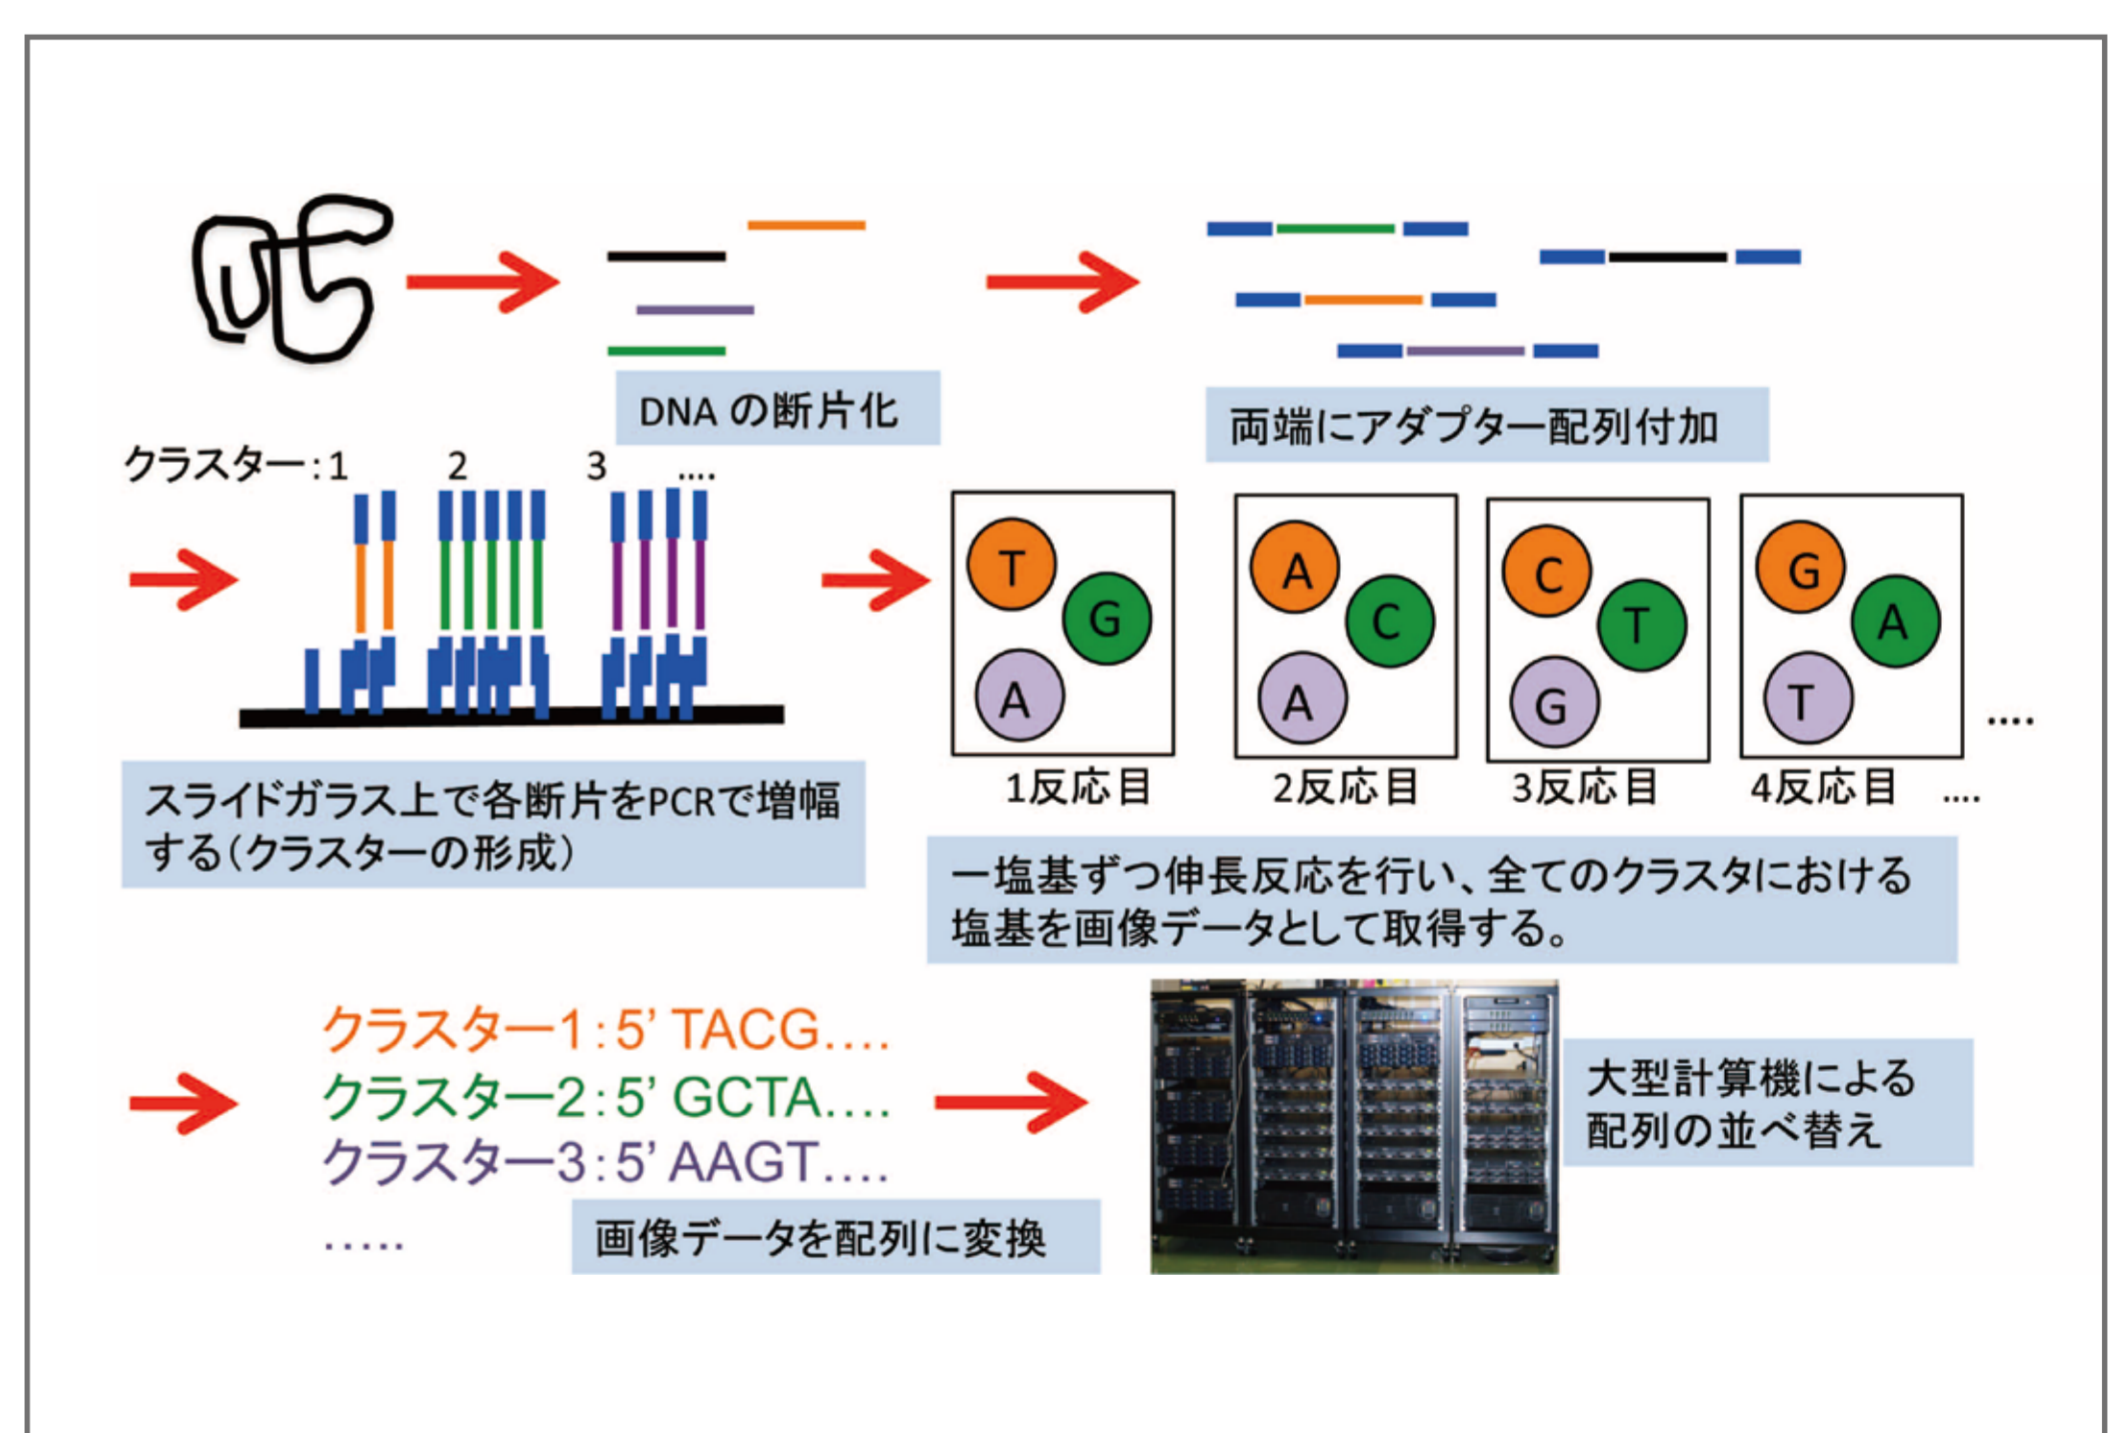 DNA の断片化
両端にアダプター配列付加
クラスター：1 2 3 ....
T G A
A C A
C T G
G A T
....
1反応目 2反応目 3反応目 4反応目 ....
スライドガラス上で各断片をPCRで増幅
する（クラスターの形成）
一塩基ずつ伸長反応を行い、全てのクラスタにおける
塩基を画像データとして取得する。
クラスター1：5’ TACG....
クラスター2：5’ GCTA....
クラスター3：5’ AAGT....
.....
画像データを配列に変換
大型計算機による
配列の並べ替え